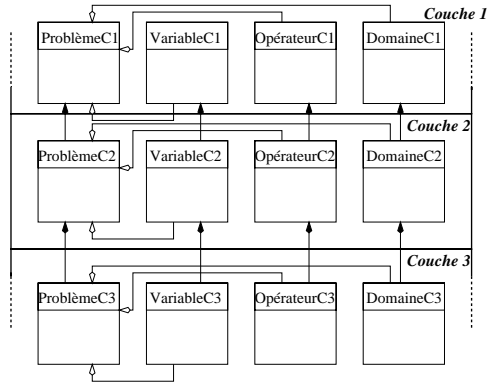 Couche 1
ProblèmeC1 VariableC1 OpérateurC1 DomaineC1
Couche 2
ProblèmeC2 VariableC2 OpérateurC2 DomaineC2
Couche 3
ProblèmeC3 VariableC3 OpérateurC3 DomaineC3